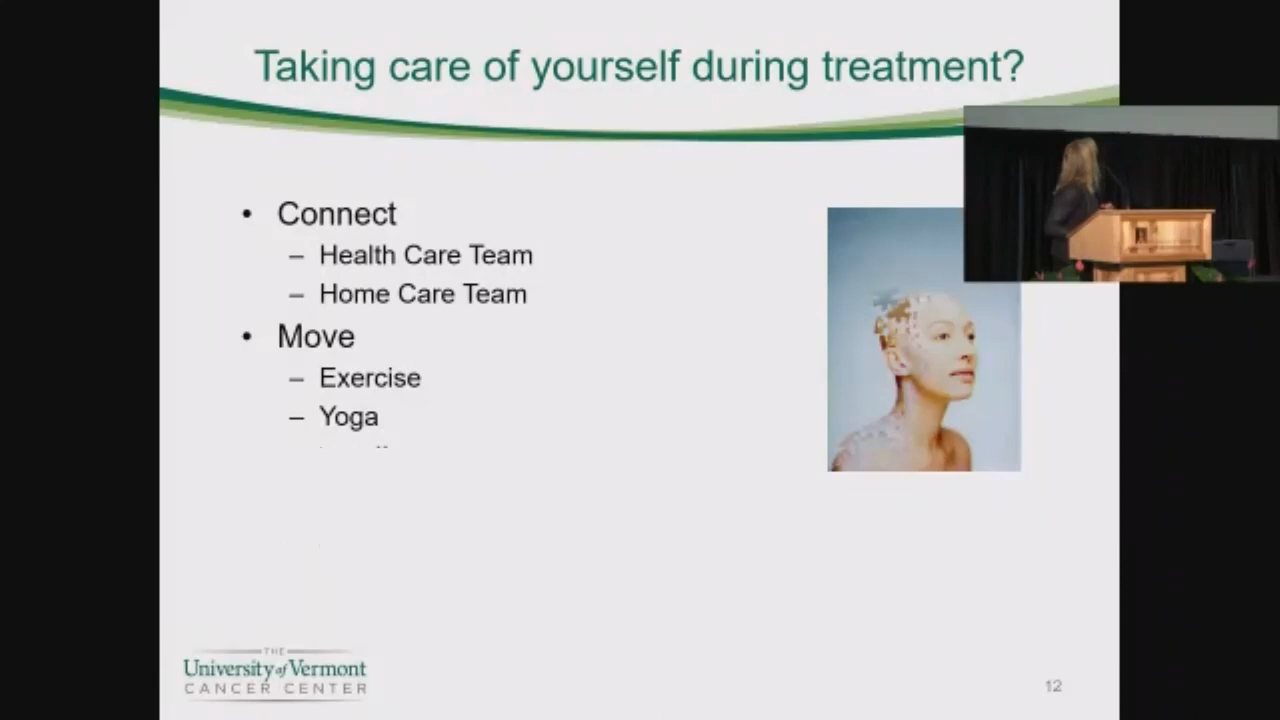 Taking care of yourself during treatment?
• Connect
– Health Care Team
– Home Care Team
• Move
– Exercise
– Yoga
THE
University of Vermont
CANCER CENTER
12